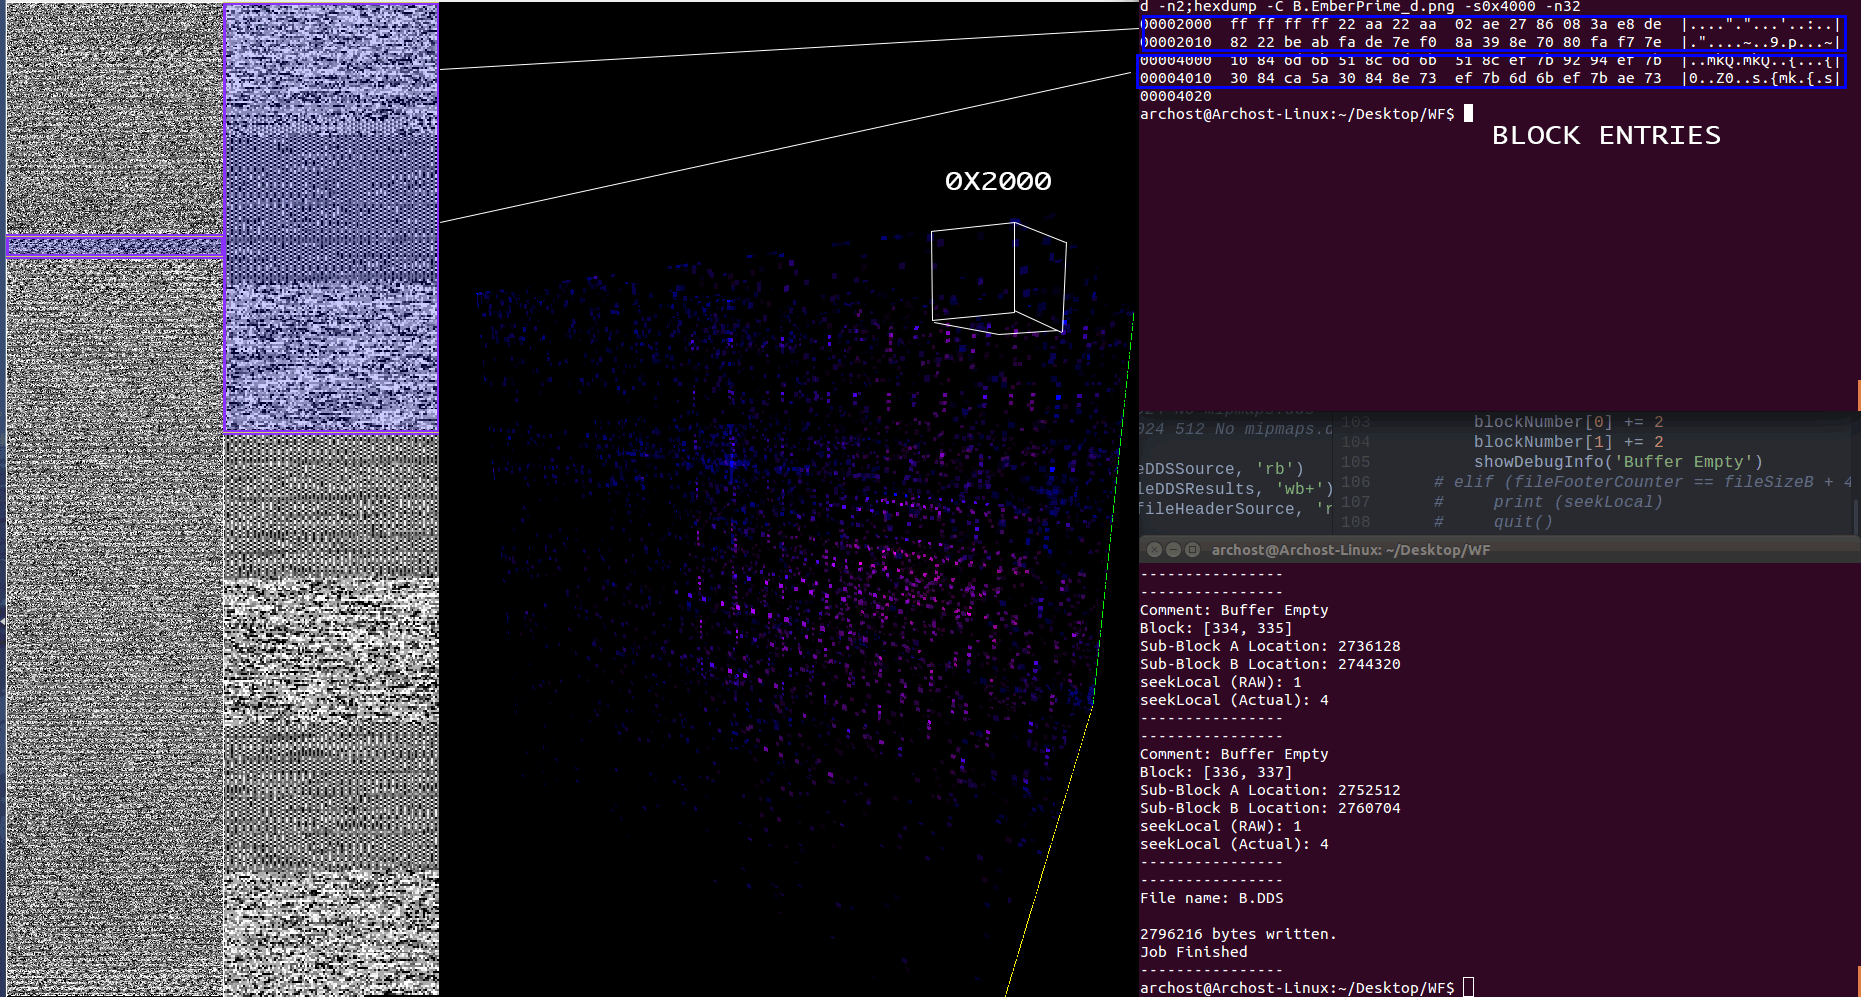 d -n2;hexdump -C B.EmberPrime_d.png -s0x4000 -n32
00002000  ff ff ff ff 22 aa 22 aa  02 ae 27 86 08 3a e8 de  |...."."...'..:..|
00002010  82 22 be ab fa de 7e f0  8a 39 8e 70 80 fa f7 7e  |."....~..9.p...~|
00004000  10 84 6d 6b 51 8c 6d 6b  51 8c ef 7b 92 94 ef 7b  |..mkQ.mkQ..{...{|
00004010  30 84 ca 5a 30 84 8e 73  ef 7b 6d 6b ef 7b ae 73  |0..Z0..s.{mk.{.s|
00004020
archost@Archost-Linux:~/Desktop/WF$
BLOCK ENTRIES
0X2000
024 512 No mipmaps.d
eDDSSource, 'rb')
leDDSResults, 'wb+')
fileHeaderSource, 'r
103 blockNumber[0] += 2
104 blockNumber[1] += 2
105 showDebugInfo('Buffer Empty')
106 # elif (fileFooterCounter == fileSizeB + 4
107 #     print (seekLocal)
108 #     quit()
archost@Archost-Linux: ~/Desktop/WF
----------------
----------------
Comment: Buffer Empty
Block: [334, 335]
Sub-Block A Location: 2736128
Sub-Block B Location: 2744320
seekLocal (RAW): 1
seekLocal (Actual): 4
----------------
----------------
Comment: Buffer Empty
Block: [336, 337]
Sub-Block A Location: 2752512
Sub-Block B Location: 2760704
seekLocal (RAW): 1
seekLocal (Actual): 4
----------------
----------------
File name: B.DDS
2796216 bytes written.
Job Finished
----------------
archost@Archost-Linux:~/Desktop/WF$